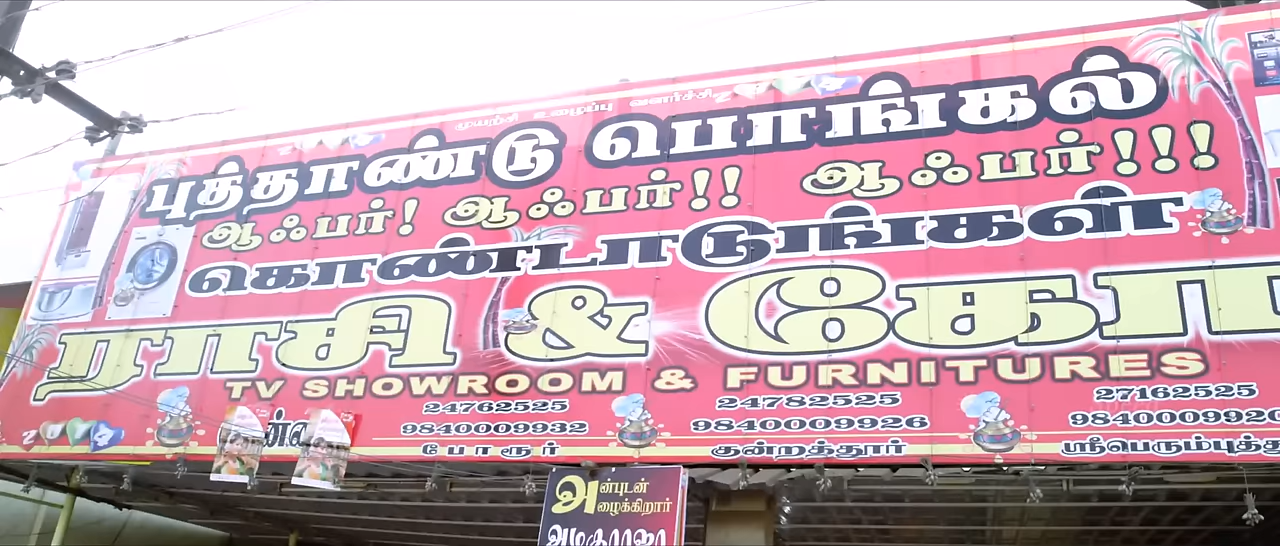 முயற்சி உழைப்பு வளர்ச்சி
புத்தாண்டு பொங்கல்
ஆஃபர்! ஆஃபர்!! ஆஃபர்!!!
கொண்டாடுங்கள்
ராசி & கோ
TV SHOWROOM & FURNITURES
24762525 24782525 27162525
9840009932 9840009926 984000992
போரூர் குன்றத்தூர் ஸ்ரீபெரும்புத்
2014
அன்புடன்
அழைக்கிறார்